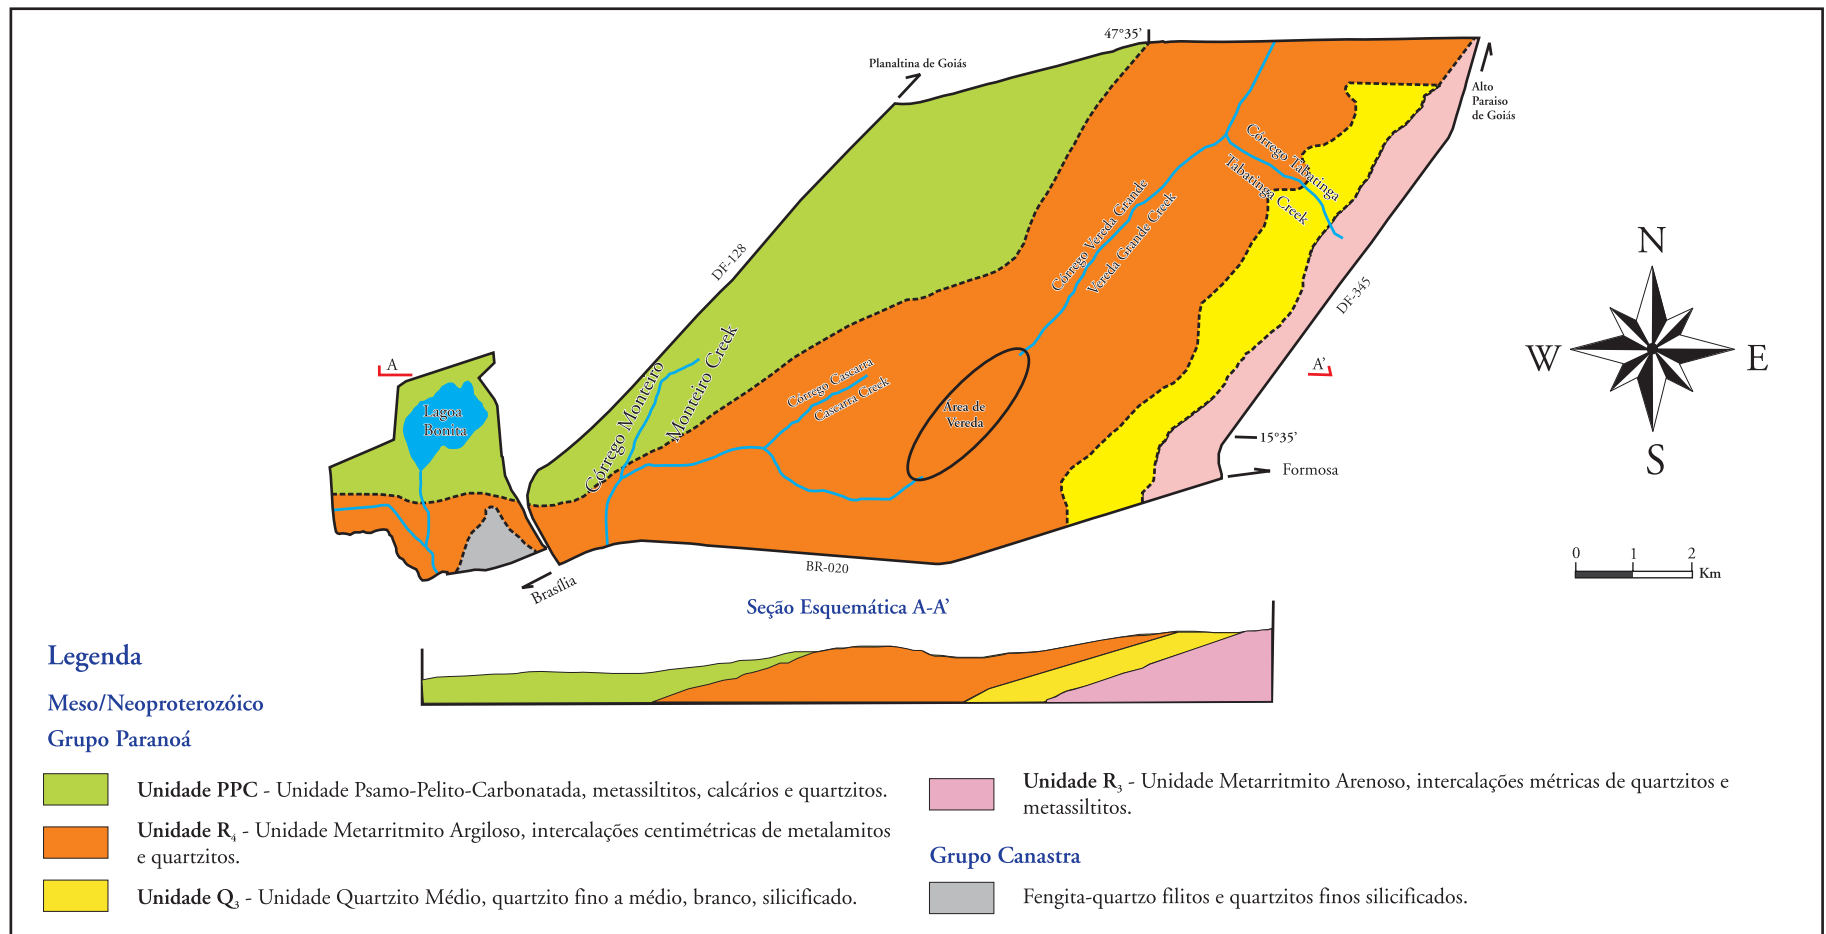 47°35’
Planaltina de Goiás
Alto
Paraiso
de Goiás
Córrego Tabatinga
Tabatinga Creek
Córrego Vereda Grande
Vereda Grande Creek
DF-128
N
W
E
S
DF-345
Córrego Monteiro
Monteiro Creek
A
A’
Córrego Cascarra
Cascarra Creek
Lagoa
Bonita
Área de
Vereda
15°35’
Formosa
0 1 2
Km
BR-020
Brasília
Seção Esquemática A-A’
Legenda
Meso/Neoproterozóico
Grupo Paranoá
Unidade PPC - Unidade Psamo-Pelito-Carbonatada, metassiltitos, calcários e quartzitos.
Unidade R₄ - Unidade Metarritmito Argiloso, intercalações centimétricas de metalamitos
e quartzitos.
Unidade Q₃ - Unidade Quartzito Médio, quartzito fino a médio, branco, silicificado.
Unidade R₃ - Unidade Metarritmito Arenoso, intercalações métricas de quartzitos e
metassiltitos.
Grupo Canastra
Fengita-quartzo filitos e quartzitos finos silicificados.